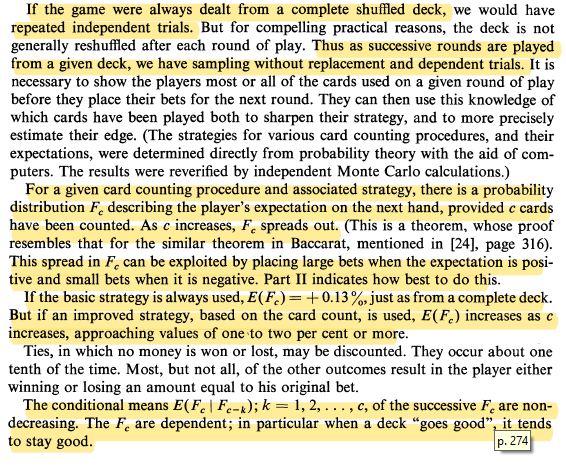 If the game were always dealt from a complete shuffled deck, we would have
repeated independent trials. But for compelling practical reasons, the deck is not
generally reshuffled after each round of play. Thus as successive rounds are played
from a given deck, we have sampling without replacement and dependent trials. It is
necessary to show the players most or all of the cards used on a given round of play
before they place their bets for the next round. They can then use this knowledge of
which cards have been played both to sharpen their strategy, and to more precisely
estimate their edge. (The strategies for various card counting procedures, and their
expectations, were determined directly from probability theory with the aid of com-
puters. The results were reverified by independent Monte Carlo calculations.)
For a given card counting procedure and associated strategy, there is a probability
distribution F_c describing the player's expectation on the next hand, provided c cards
have been counted. As c increases, F_c spreads out. (This is a theorem, whose proof
resembles that for the similar theorem in Baccarat, mentioned in [24], page 316).
This spread in F_c can be exploited by placing large bets when the expectation is posi-
tive and small bets when it is negative. Part II indicates how best to do this.
If the basic strategy is always used, E(F_c) = + 0.13 %, just as from a complete deck.
But if an improved strategy, based on the card count, is used, E(F_c) increases as c
increases, approaching values of one to two per cent or more.
Ties, in which no money is won or lost, may be discounted. They occur about one
tenth of the time. Most, but not all, of the other outcomes result in the player either
winning or losing an amount equal to his original bet.
The conditional means E(F_c | F_{c-k}); k = 1, 2, . . . , c, of the successive F_c are non-
decreasing. The F_c are dependent; in particular when a deck "goes good", it tends
to stay good.
p. 274